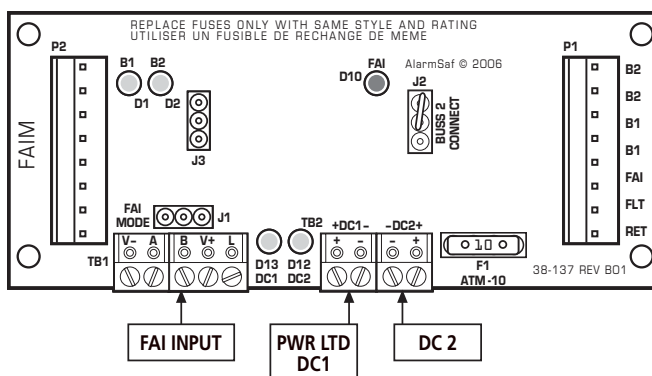 REPLACE FUSES ONLY WITH SAME STYLE AND RATING
UTILISER UN FUSIBLE DE RECHANGE DE MEME
P2
B1 B2
FAI
AlarmSaf © 2006
P1
D1 D2
D10
J2
B2
B2
B1
B1
FAI
FLT
RET
FAIM
J3
BUSS 2
CONNECT
FAI
MODE
J1
TB1
V- A B V+ L
D13
DC1
D12
DC2
TB2
+DC1- -DC2+
+ - - +
10
F1
ATM-10
38-137 REV B01
FAI INPUT
PWR LTD
DC1
DC 2